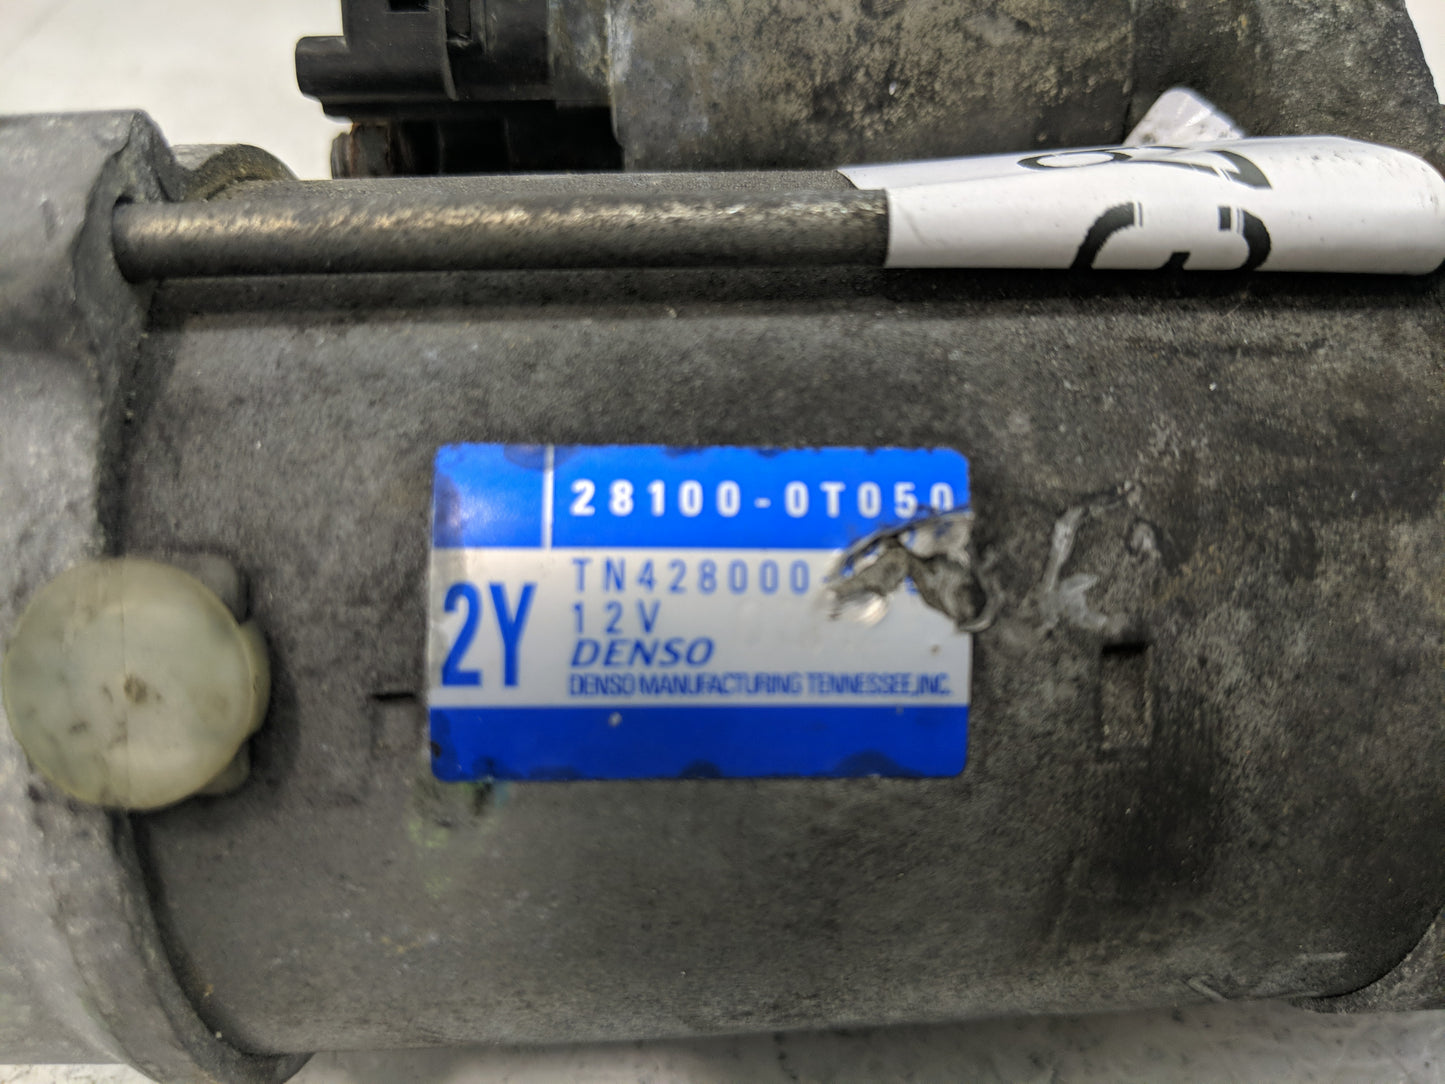 28100-0T050
TN428000
12V
2Y
DENSO
DENSO MANUFACTURING TENNESSEE,INC.